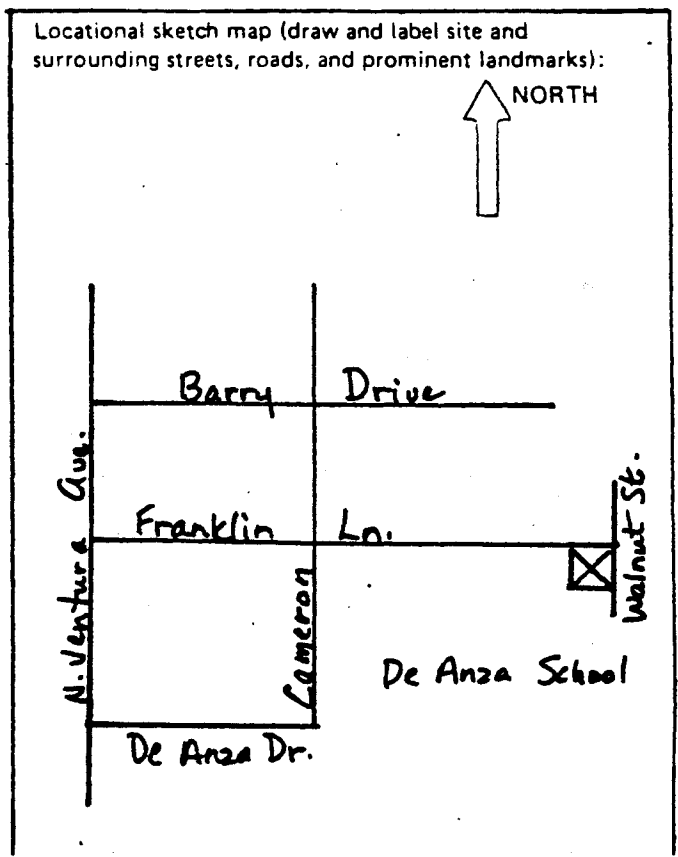 Locational sketch map (draw and label site and
surrounding streets, roads, and prominent landmarks):
NORTH
Barry Drive
N. Ventura Ave.
Franklin Ln.
Walnut St.
Cameron
De Anza School
De Anza Dr.